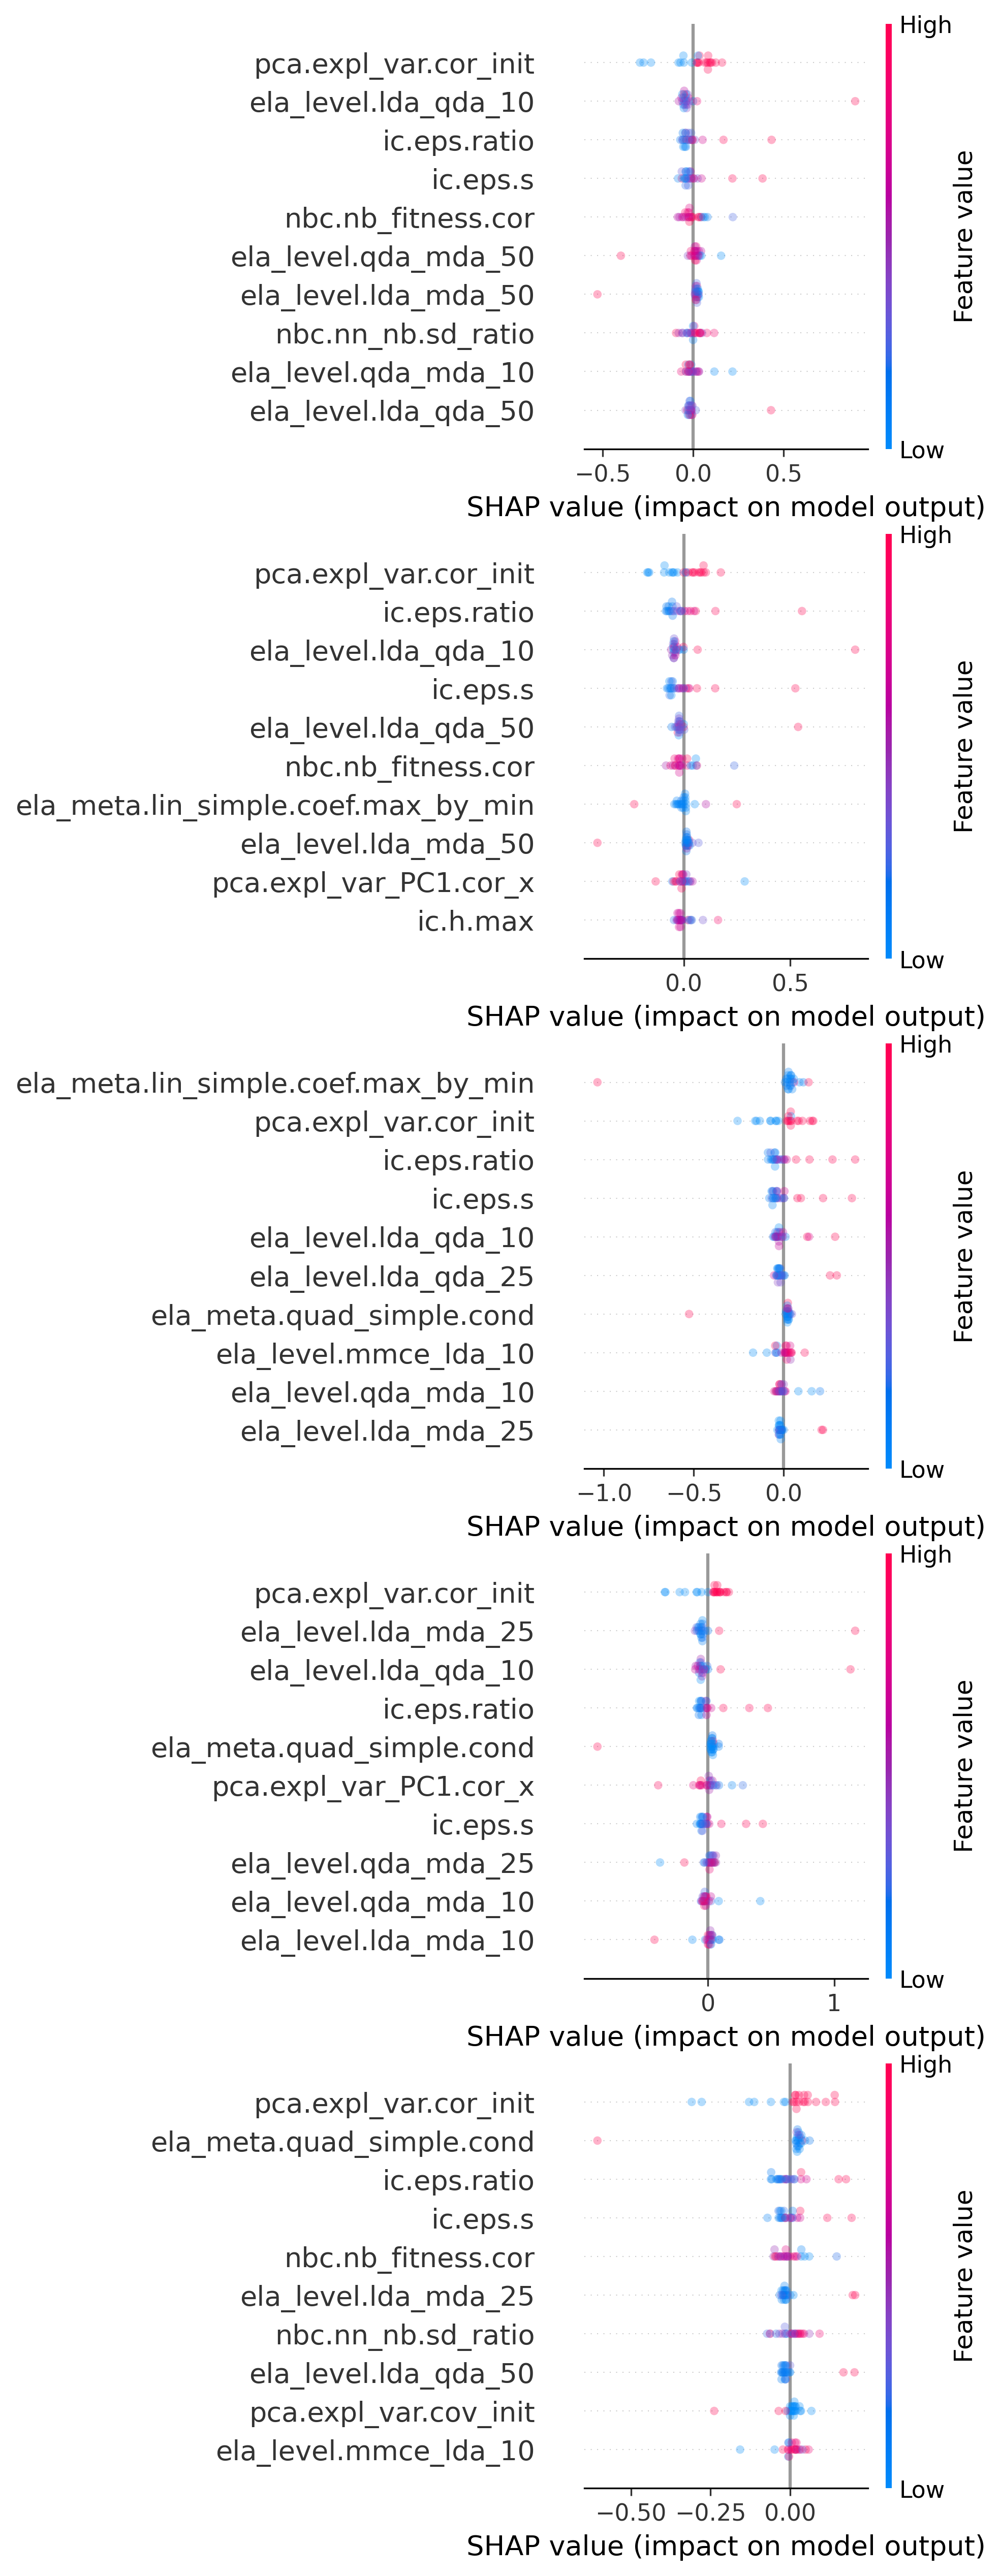 High
pca.expl_var.cor_init
ela_level.lda_qda_10
ic.eps.ratio
ic.eps.s
nbc.nb_fitness.cor
ela_level.qda_mda_50
ela_level.lda_mda_50
nbc.nn_nb.sd_ratio
ela_level.qda_mda_10
ela_level.lda_qda_50
Feature value
Low
−0.5 0.0 0.5
SHAP value (impact on model output)
High
pca.expl_var.cor_init
ic.eps.ratio
ela_level.lda_qda_10
ic.eps.s
ela_level.lda_qda_50
nbc.nb_fitness.cor
ela_meta.lin_simple.coef.max_by_min
ela_level.lda_mda_50
pca.expl_var_PC1.cor_x
ic.h.max
Feature value
Low
0.0 0.5
SHAP value (impact on model output)
High
ela_meta.lin_simple.coef.max_by_min
pca.expl_var.cor_init
ic.eps.ratio
ic.eps.s
ela_level.lda_qda_10
ela_level.lda_qda_25
ela_meta.quad_simple.cond
ela_level.mmce_lda_10
ela_level.qda_mda_10
ela_level.lda_mda_25
Feature value
Low
−1.0 −0.5 0.0
SHAP value (impact on model output)
High
pca.expl_var.cor_init
ela_level.lda_mda_25
ela_level.lda_qda_10
ic.eps.ratio
ela_meta.quad_simple.cond
pca.expl_var_PC1.cor_x
ic.eps.s
ela_level.qda_mda_25
ela_level.qda_mda_10
ela_level.lda_mda_10
Feature value
Low
0 1
SHAP value (impact on model output)
High
pca.expl_var.cor_init
ela_meta.quad_simple.cond
ic.eps.ratio
ic.eps.s
nbc.nb_fitness.cor
ela_level.lda_mda_25
nbc.nn_nb.sd_ratio
ela_level.lda_qda_50
pca.expl_var.cov_init
ela_level.mmce_lda_10
Feature value
Low
−0.50 −0.25 0.00
SHAP value (impact on model output)